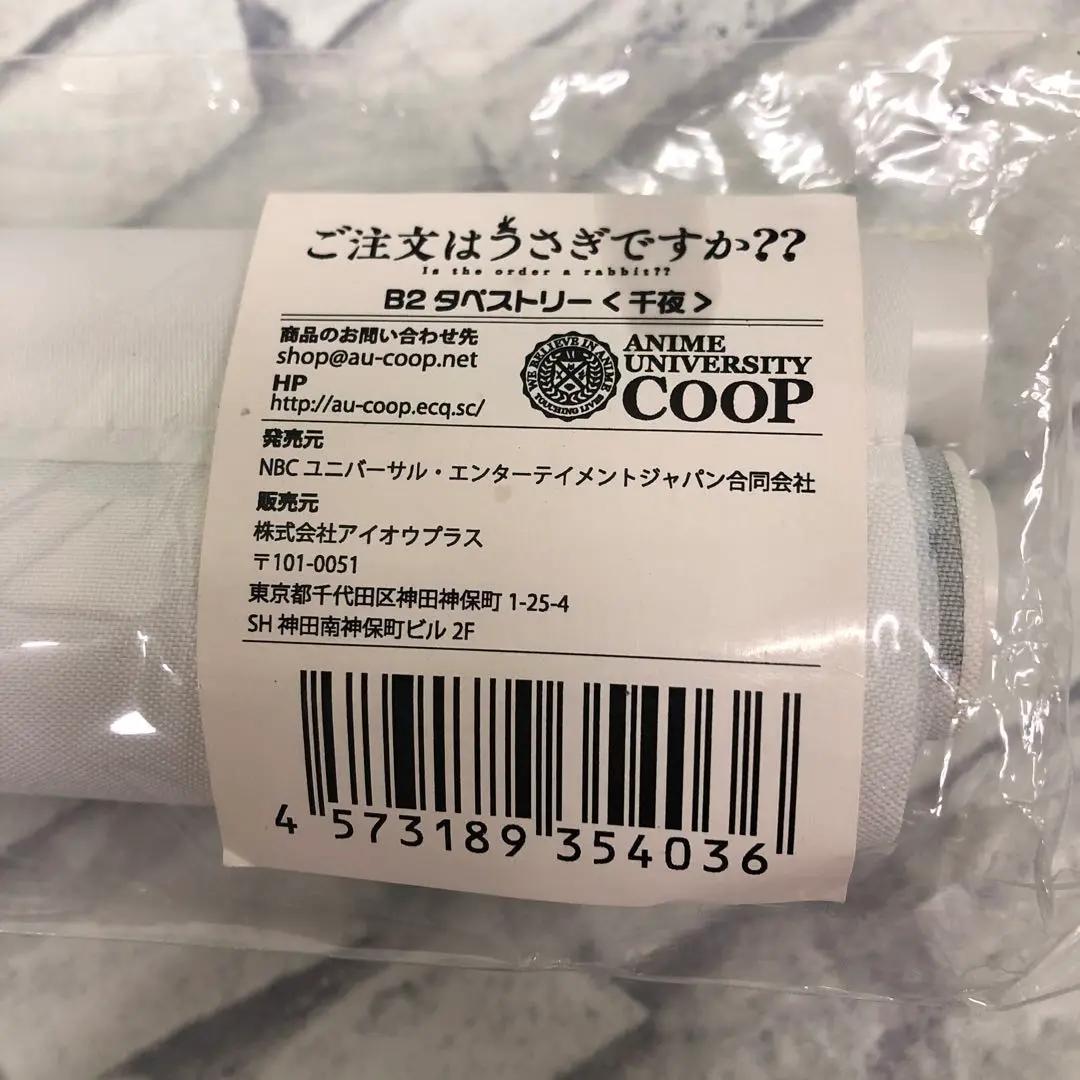 ご注文はうさぎですか??
Is the order a rabbit??
B2 タペストリー < 千夜 >
商品のお問い合わせ先
shop@au-coop.net
HP
http://au-coop.ecq.sc/
WE BELIEVE IN ANIME
TOUCHING LIVES
ANIME
UNIVERSITY
COOP
発売元
NBC ユニバーサル・エンターテイメントジャパン合同会社
販売元
株式会社アイオウプラス
〒101-0051
東京都千代田区神田神保町 1-25-4
SH 神田南神保町ビル 2F
4 573189 354036